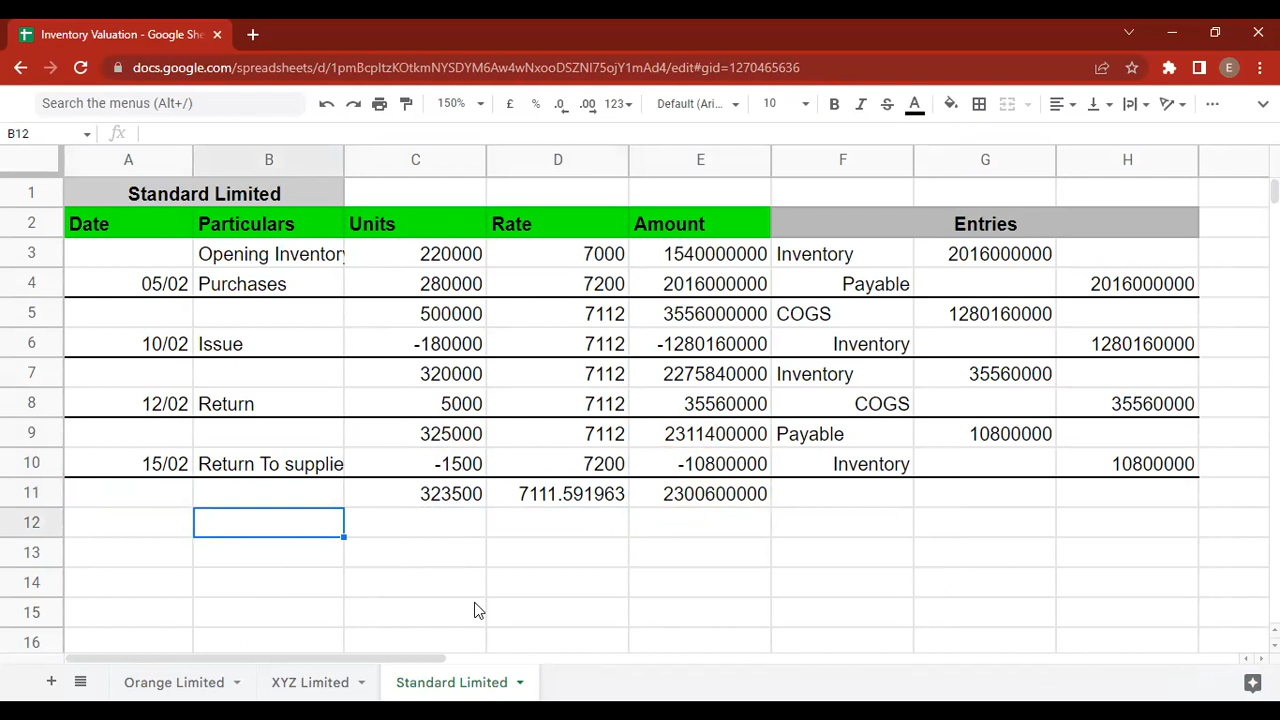 Inventory Valuation - Google She
docs.google.com/spreadsheets/d/1pmBcpltzKOtkmNYSDYM6Aw4wNxooDSZNl75ojY1mAd4/edit#gid=1270465636 E
Search the menus (Alt+/) 150% £ % .0 .00 123 Default (Ari... 10 B I S A
B12 fx
A B C D E F G H
1 Standard Limited
2 Date Particulars Units Rate Amount Entries
3 Opening Inventory 220000 7000 1540000000 Inventory 2016000000
4 05/02 Purchases 280000 7200 2016000000 Payable 2016000000
5 500000 7112 3556000000 COGS 1280160000
6 10/02 Issue -180000 7112 -1280160000 Inventory 1280160000
7 320000 7112 2275840000 Inventory 35560000
8 12/02 Return 5000 7112 35560000 COGS 35560000
9 325000 7112 2311400000 Payable 10800000
10 15/02 Return To supplie -1500 7200 -10800000 Inventory 10800000
11 323500 7111.591963 2300600000
12
13
14
15
16
Orange Limited XYZ Limited Standard Limited